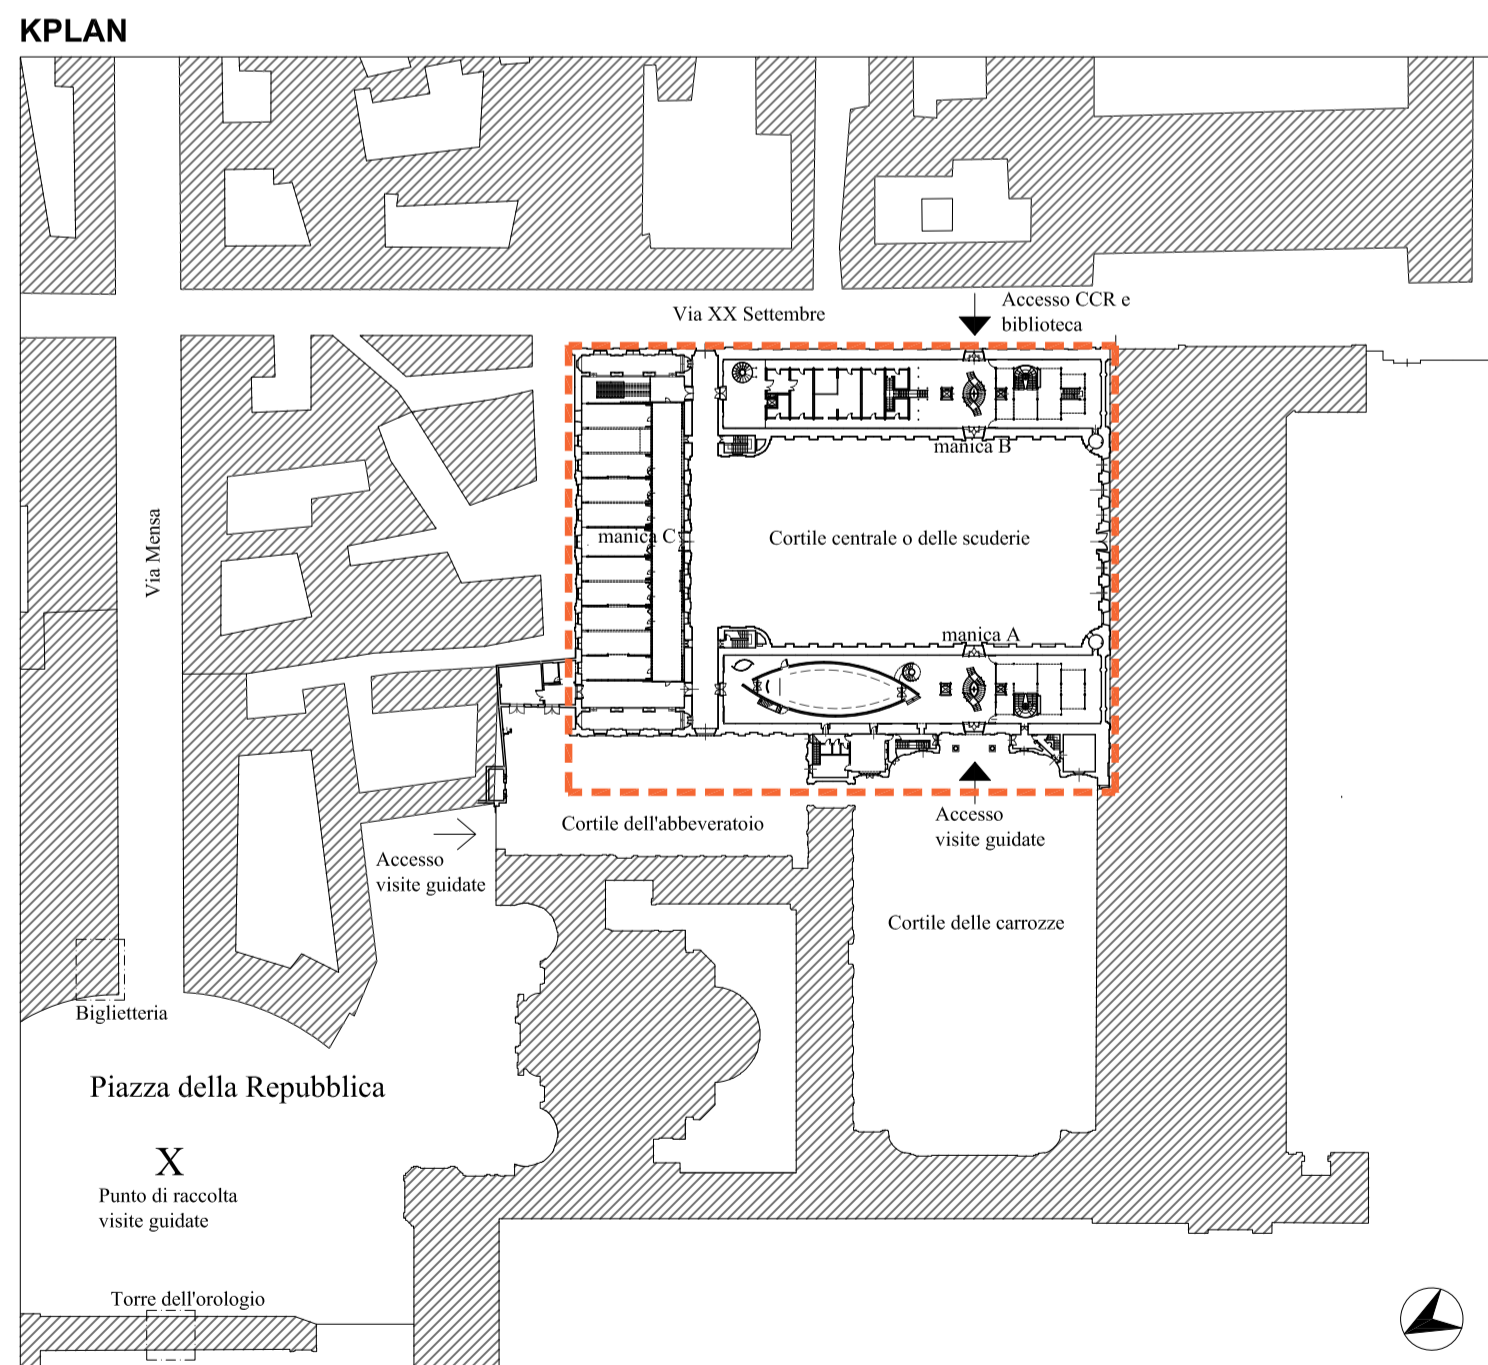 KPLAN
Via XX Settembre
Accesso CCR e
biblioteca
manica B
Via Mensa
manica C
Cortile centrale o delle scuderie
manica A
Accesso
visite guidate
Cortile dell'abbeveratoio
Accesso
visite guidate
Cortile delle carrozze
Biglietteria
Piazza della Repubblica
X
Punto di raccolta
visite guidate
Torre dell'orologio